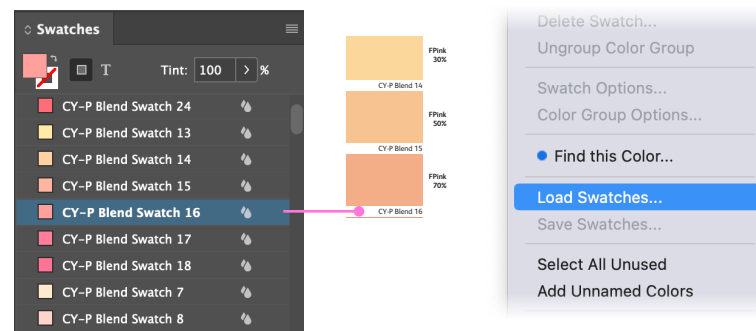 Swatches
T
Tint: 100 > %
CY-P Blend Swatch 24
CY-P Blend Swatch 13
CY-P Blend Swatch 14
CY-P Blend Swatch 15
CY-P Blend Swatch 16
CY-P Blend Swatch 17
CY-P Blend Swatch 18
CY-P Blend Swatch 7
CY-P Blend Swatch 8
FPink
30%
CY-P Blend 14
FPink
50%
CY-P Blend 15
FPink
70%
CY-P Blend 16
Delete Swatch...
Ungroup Color Group
Swatch Options...
Color Group Options...
Find this Color...
Load Swatches...
Save Swatches...
Select All Unused
Add Unnamed Colors